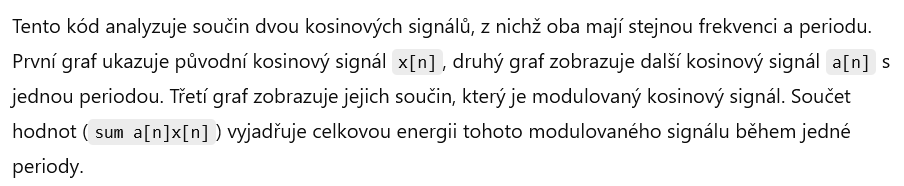 Tento kód analyzuje součin dvou kosinových signálů, z nichž oba mají stejnou frekvenci a periodu.
První graf ukazuje původní kosinový signál x[n], druhý graf zobrazuje další kosinový signál a[n] s
jednou periodou. Třetí graf zobrazuje jejich součin, který je modulovaný kosinový signál. Součet
hodnot (sum a[n]x[n]) vyjadřuje celkovou energii tohoto modulovaného signálu během jedné
periody.